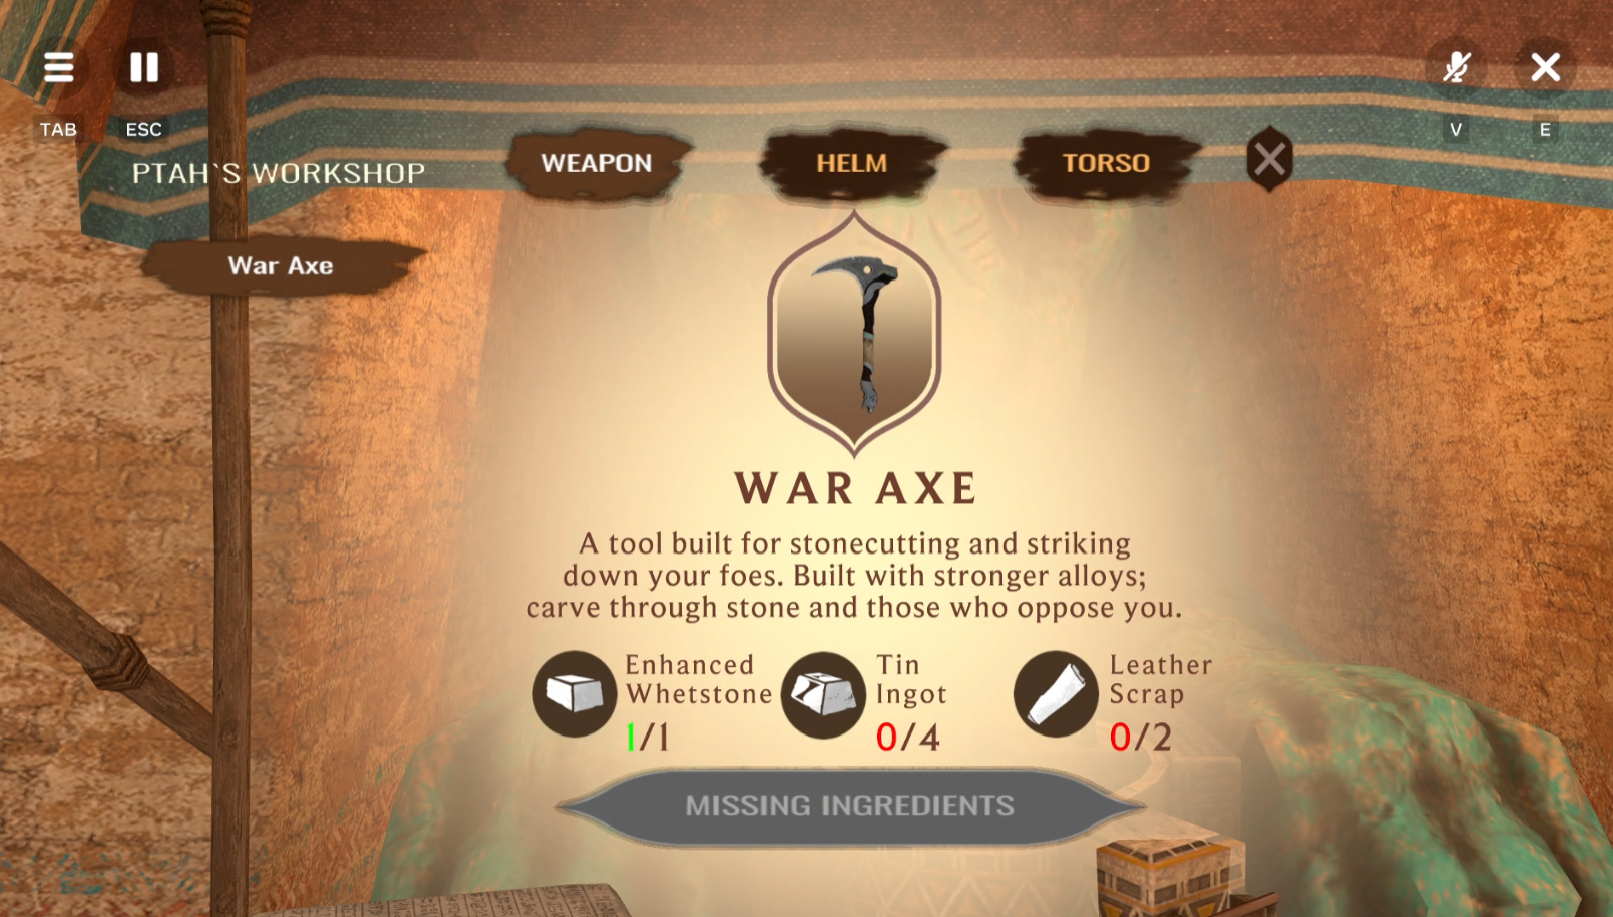 TAB
ESC
V
E
PTAH`S WORKSHOP
WEAPON
HELM
TORSO
War Axe
WAR AXE
A tool built for stonecutting and striking
down your foes. Built with stronger alloys;
carve through stone and those who oppose you.
Enhanced
Whetstone
1/1
Tin
Ingot
0/4
Leather
Scrap
0/2
MISSING INGREDIENTS